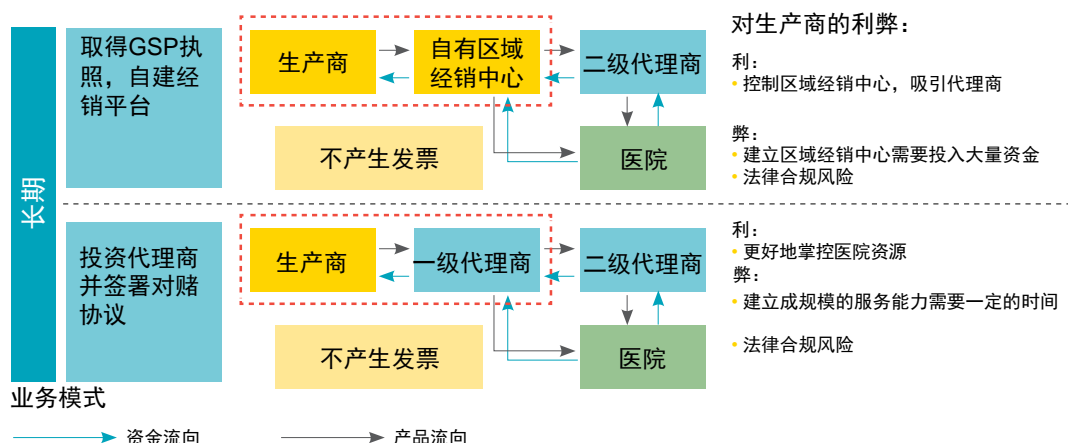 对生产商的利弊：
长期
取得GSP执
照，自建经
销平台
生产商
自有区域
经销中心
二级代理商
不产生发票
医院
利：
•控制区域经销中心，吸引代理商
弊：
•建立区域经销中心需要投入大量资金
•法律合规风险
投资代理商
并签署对赌
协议
生产商
一级代理商
二级代理商
不产生发票
医院
利：
•更好地掌控医院资源
弊：
•建立成规模的服务能力需要一定的时间
•法律合规风险
业务模式
资金流向
产品流向